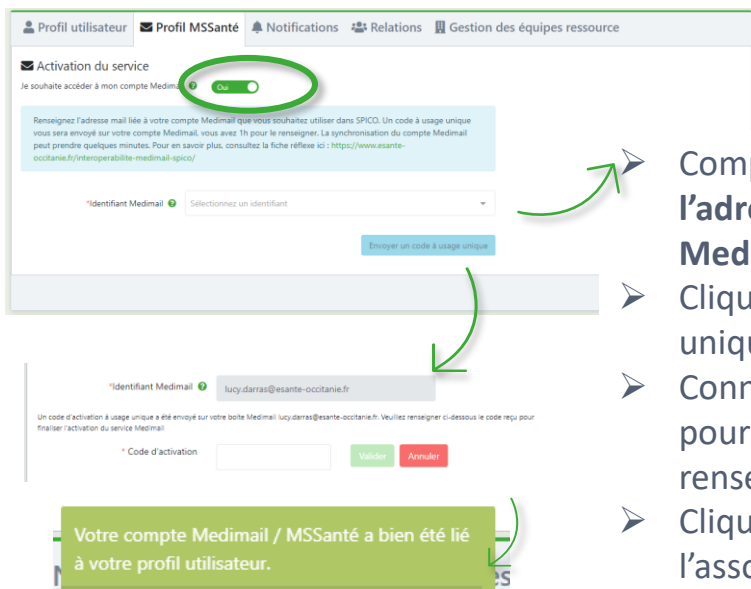 Profil utilisateur Profil MSSanté Notifications Relations Gestion des équipes ressource
Activation du service
Je souhaite accéder à mon compte Medimail Oui
Renseignez l'adresse mail liée à votre compte Medimail que vous souhaitez utiliser dans SPICO. Un code à usage unique
vous sera envoyé sur votre compte Medimail, vous avez 1h pour le renseigner. La synchronisation du compte Medimail
peut prendre quelques minutes. Pour en savoir plus, consultez la fiche réflexe ici : https://www.esante-
occitanie.fr/interoperabilite-medimail-spico/
*Identifiant Medimail Sélectionnez un identifiant
Envoyer un code à usage unique
*Identifiant Medimail lucy.darras@esante-occitanie.fr
Un code d'activation à usage unique a été envoyé sur votre boite Medimail lucy.darras@esante-occitanie.fr. Veuillez renseigner ci-dessous le code reçu pour
finaliser l'activation du service Medimail
* Code d'activation Valider Annuler
Votre compte Medimail / MSSanté a bien été lié
à votre profil utilisateur.
Comp
l'adre
Medi
Cliqu
uniqu
Conn
pour
rense
Cliqu
l'asso